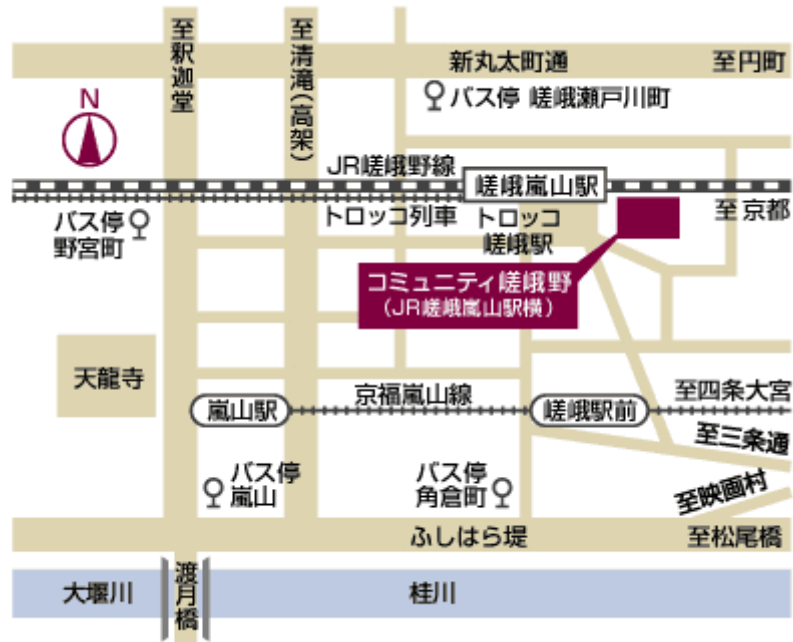 至釈迦堂
至清滝(高架)
新丸太町通
至円町
バス停 嵯峨瀬戸川町
N
JR嵯峨野線
嵯峨嵐山駅
バス停
野宮町
トロッコ列車
トロッコ
嵯峨駅
至京都
コミュニティ嵯峨野
(JR嵯峨嵐山駅横)
天龍寺
嵐山駅
京福嵐山線
嵯峨駅前
至四条大宮
至三条通
バス停
嵐山
バス停
角倉町
至映画村
ふしはら堤
至松尾橋
大堰川
渡月橋
桂川